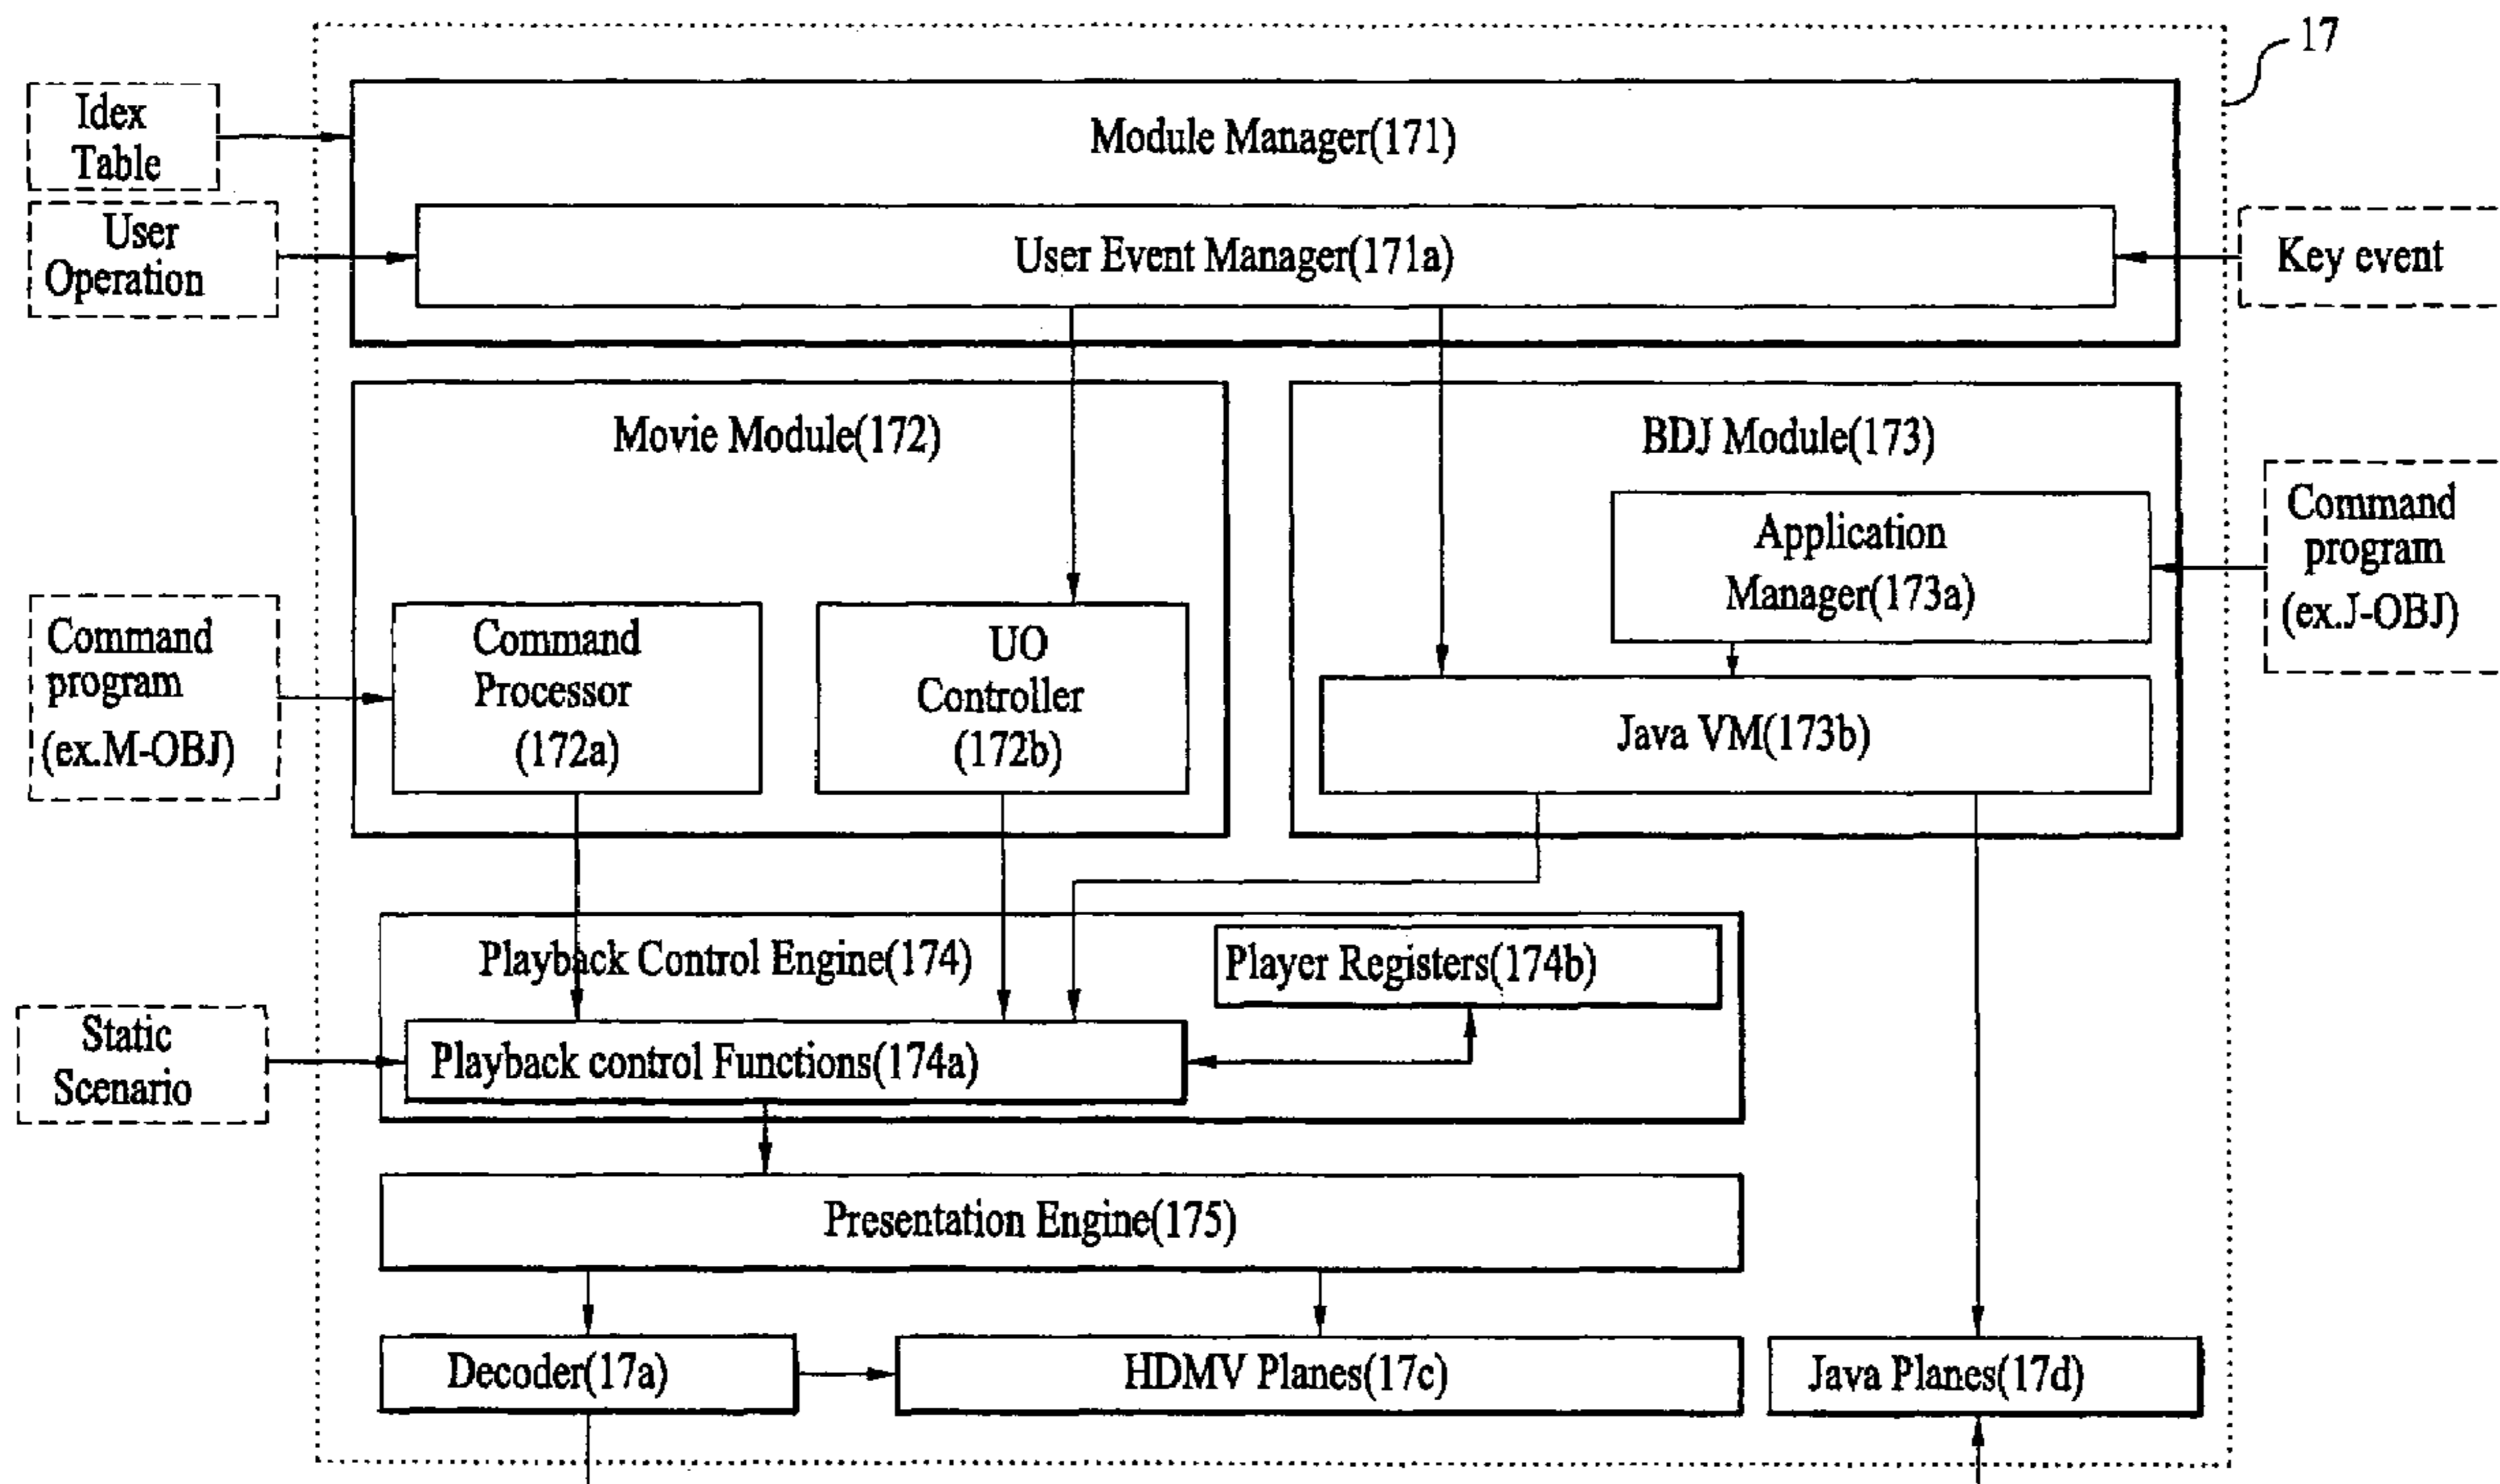 17
Idex
Table
Module Manager(171)
User
Operation
User Event Manager(171a)
Key event
Movie Module(172)
BDJ Module(173)
Application
Manager(173a)
Command
program
(ex.J-OBJ)
Command
program
(ex.M-OBJ)
Command
Processor
(172a)
UO
Controller
(172b)
Java VM(173b)
Playback Control Engine(174)
Player Registers(174b)
Static
Scenario
Playback control Functions(174a)
Presentation Engine(175)
Decoder(17a)
HDMV Planes(17c)
Java Planes(17d)